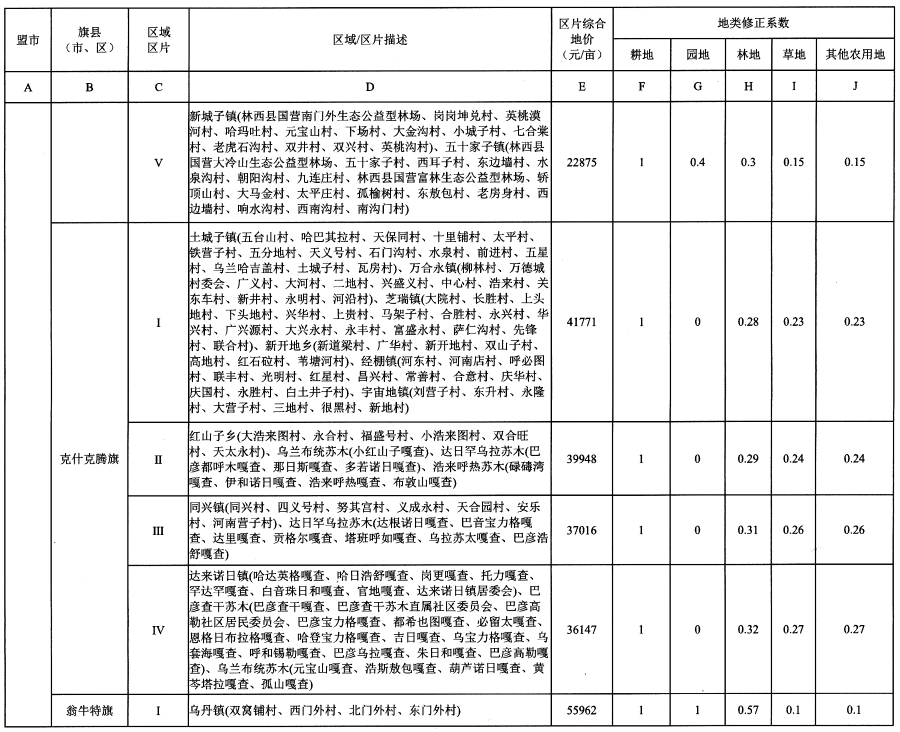 盟市
旗县
（市、区）
区域
区片
区域/区片描述
区片综合
地价
（元/亩）
地类修正系数
耕地
园地
林地
草地
其他农用地
A
B
C
D
E
F
G
H
I
J
V
新城子镇(林西县国营南门外生态公益型林场、岗岗坤兑村、英桃漠
河村、哈玛吐村、元宝山村、下场村、大金沟村、小城子村、七合堂
村、老虎石沟村、双井村、双兴村、英桃沟村)、五十家子镇(林西县
国营大冷山生态公益型林场、五十家子村、西耳子村、东边墙村、水
泉沟村、朝阳沟村、九连庄村、林西县国营富林生态公益型林场、轿
顶山村、大马金村、太平庄村、孤榆树村、东敖包村、老房身村、西
边墙村、响水沟村、西南沟村、南沟门村)
22875
1
0.4
0.3
0.15
0.15
克什克腾旗
I
土城子镇(五台山村、哈巴其拉村、天保同村、十里铺村、太平村、
铁营子村、五分地村、天义号村、石门沟村、水泉村、前进村、五星
村、乌兰哈吉盖村、土城子村、瓦房村)、万合永镇(柳林村、万德城
村委会、广义村、大河村、二地村、兴盛义村、中心村、浩来村、关
东车村、新井村、永明村、河沿村)、芝瑞镇(大院村、长胜村、上头
地村、下头地村、兴华村、上贵村、马架子村、合胜村、永兴村、华
兴村、广兴源村、大兴永村、永丰村、富盛永村、萨仁沟村、先锋
村、联合村)、新开地乡(新道梁村、广华村、新开地村、双山子村、
高地村、红石砬村、苇塘河村)、经棚镇(河东村、河南店村、呼必图
村、联丰村、光明村、红星村、昌兴村、常善村、合意村、庆华村、
庆国村、永胜村、白土井子村)、宇宙地镇(刘营子村、东升村、永隆
村、大营子村、三地村、很黑村、新地村)
41771
1
0
0.28
0.23
0.23
II
红山子乡(大浩来图村、永合村、福盛号村、小浩来图村、双合旺
村、天太永村)、乌兰布统苏木(小红山子嘎查)、达日罕乌拉苏木(巴
彦都呼木嘎查、那日斯嘎查、多若诺日嘎查)、浩来呼热苏木(碌碡湾
嘎查、伊和诺日嘎查、浩来呼热嘎查、布敦山嘎查)
39948
1
0
0.29
0.24
0.24
III
同兴镇(同兴村、四义号村、努其宫村、义成永村、天合园村、安乐
村、河南营子村)、达日罕乌拉苏木(达根诺日嘎查、巴音宝力格嘎
查、达里嘎查、贡格尔嘎查、塔班呼如嘎查、乌拉苏太嘎查、巴彦浩
舒嘎查)
37016
1
0
0.31
0.26
0.26
IV
达来诺日镇(哈达英格嘎查、哈日浩舒嘎查、岗更嘎查、托力嘎查、
罕达罕嘎查、白音珠日和嘎查、官地嘎查、达来诺日镇居委会)、巴
彦查干苏木(巴彦查干嘎查、巴彦查干苏木直属社区委员会、巴彦高
勒社区居民委员会、巴彦宝力格嘎查、都希也图嘎查、必留太嘎查、
恩格日布拉格嘎查、哈登宝力格嘎查、吉日嘎查、乌宝力格嘎查、乌
套海嘎查、呼和锡勒嘎查、巴彦乌拉嘎查、朱日和嘎查、巴彦高勒嘎
查)、乌兰布统苏木(元宝山嘎查、浩斯敖包嘎查、葫芦诺日嘎查、黄
芩塔拉嘎查、孤山嘎查)
36147
1
0
0.32
0.27
0.27
翁牛特旗
I
乌丹镇(双窝铺村、西门外村、北门外村、东门外村)
55962
1
1
0.57
0.1
0.1